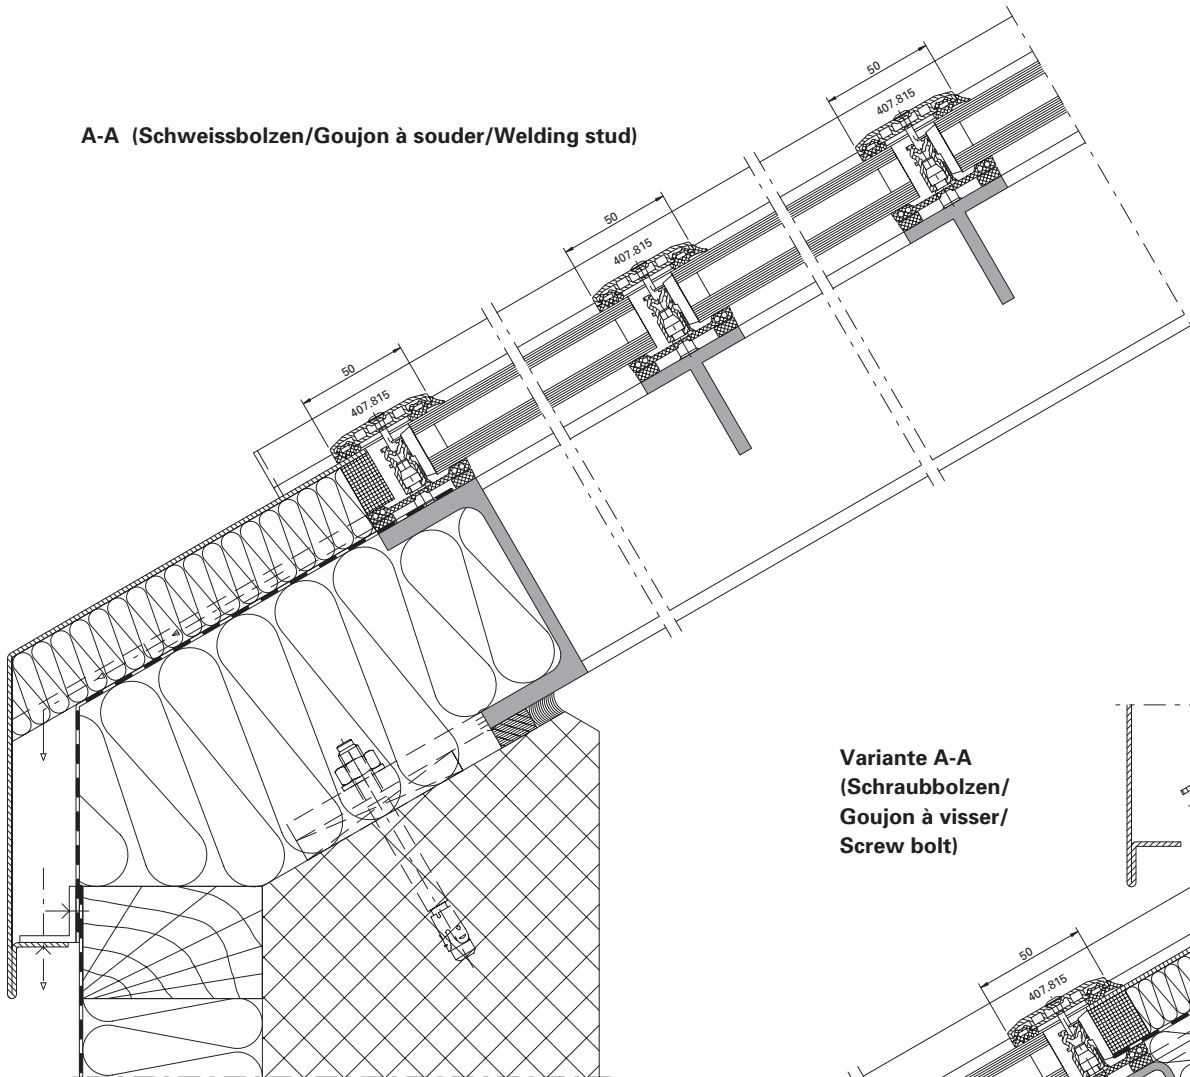 50
407.815
A-A (Schweissbolzen/Goujon à souder/Welding stud)
50
407.815
50
407.815
Variante A-A
(Schraubbolzen/
Goujon à visser/
Screw bolt)
50
407.815